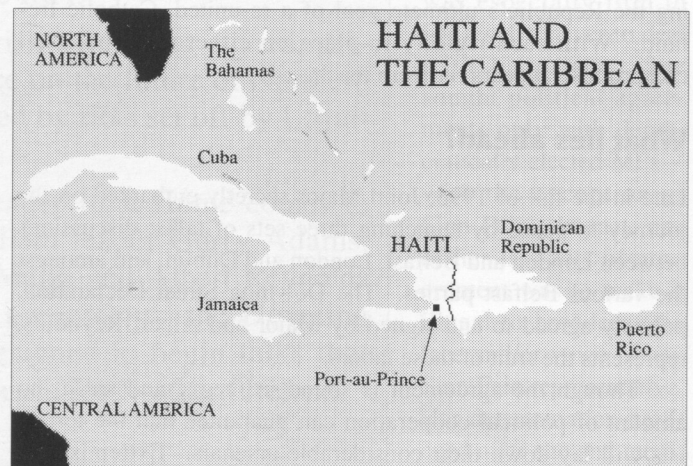 HAITI AND
THE CARIBBEAN
NORTH
AMERICA
The
Bahamas
Cuba
HAITI
Dominican
Republic
Jamaica
Puerto
Rico
Port-au-Prince
CENTRAL AMERICA